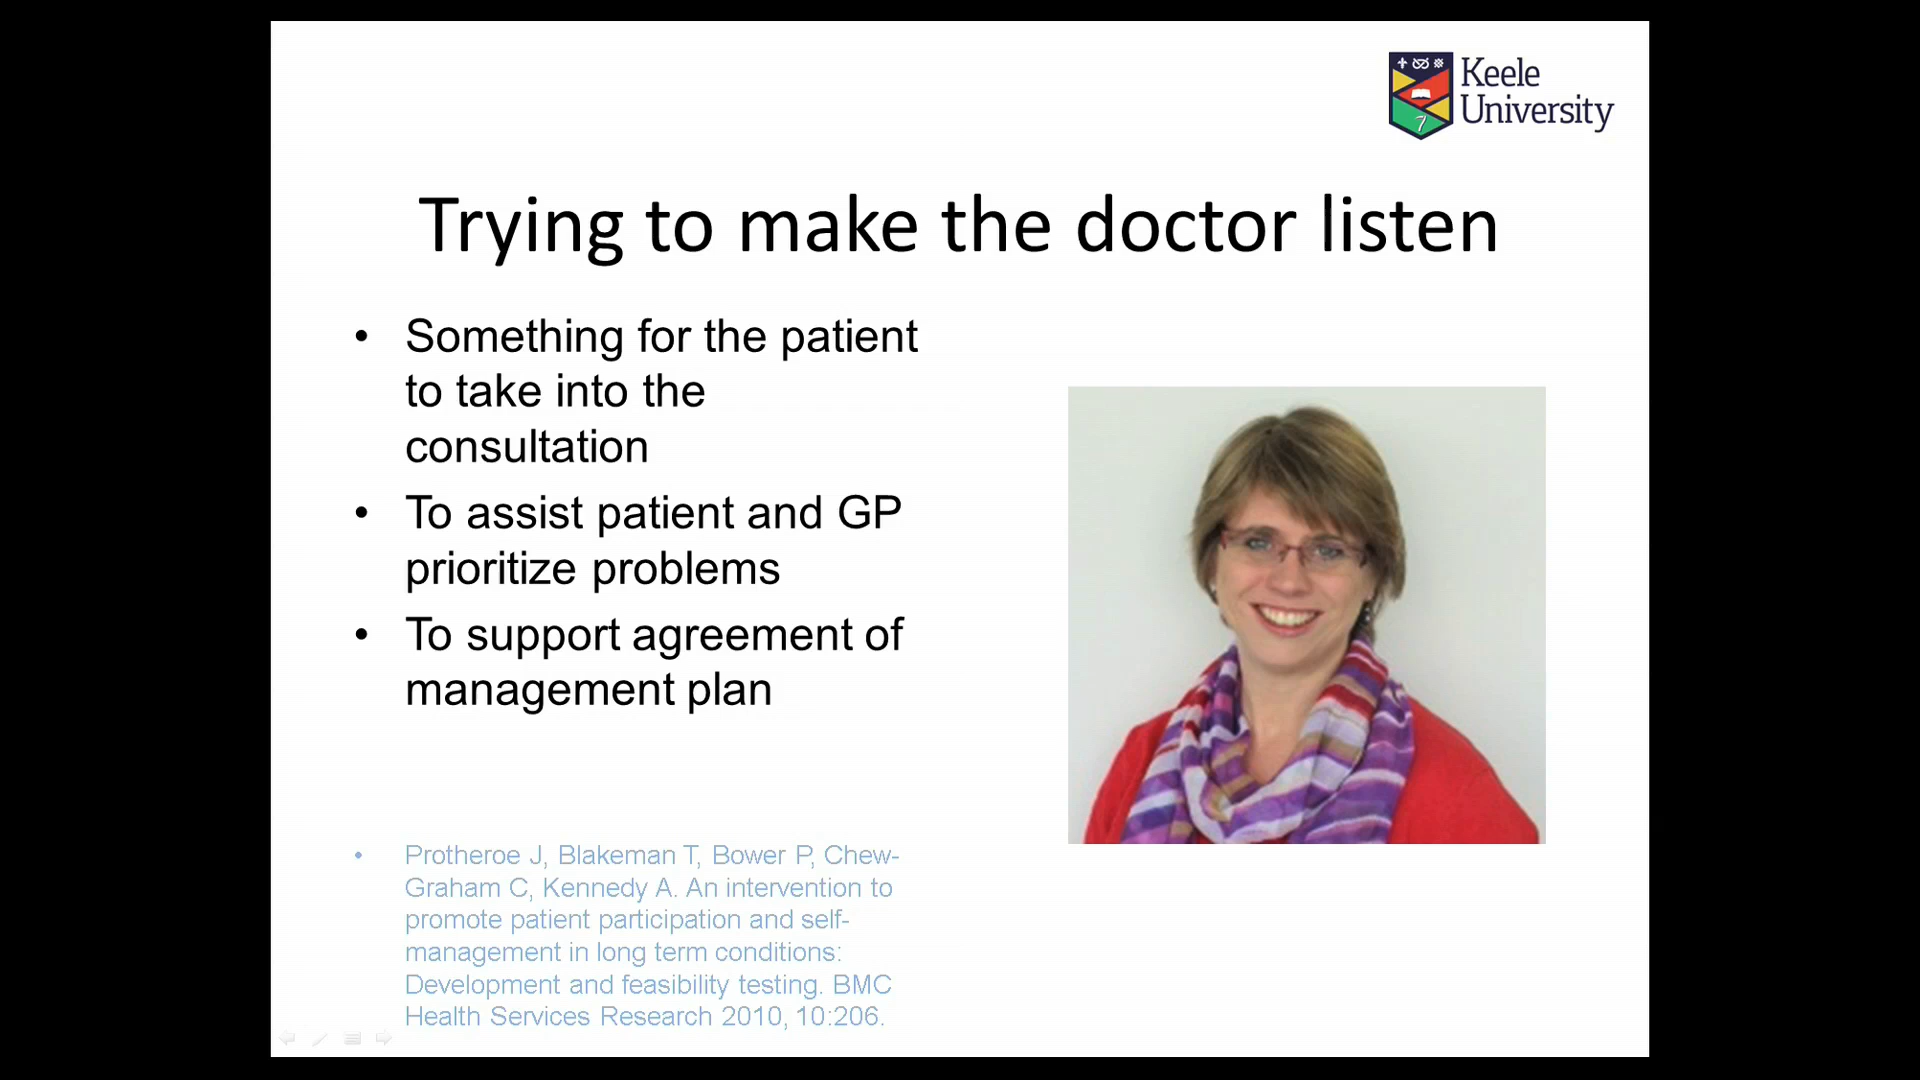 Keele
University
Trying to make the doctor listen
• Something for the patient
to take into the
consultation
• To assist patient and GP
prioritize problems
• To support agreement of
management plan
• Protheroe J, Blakeman T, Bower P, Chew-
Graham C, Kennedy A. An intervention to
promote patient participation and self-
management in long term conditions:
Development and feasibility testing. BMC
Health Services Research 2010, 10:206.